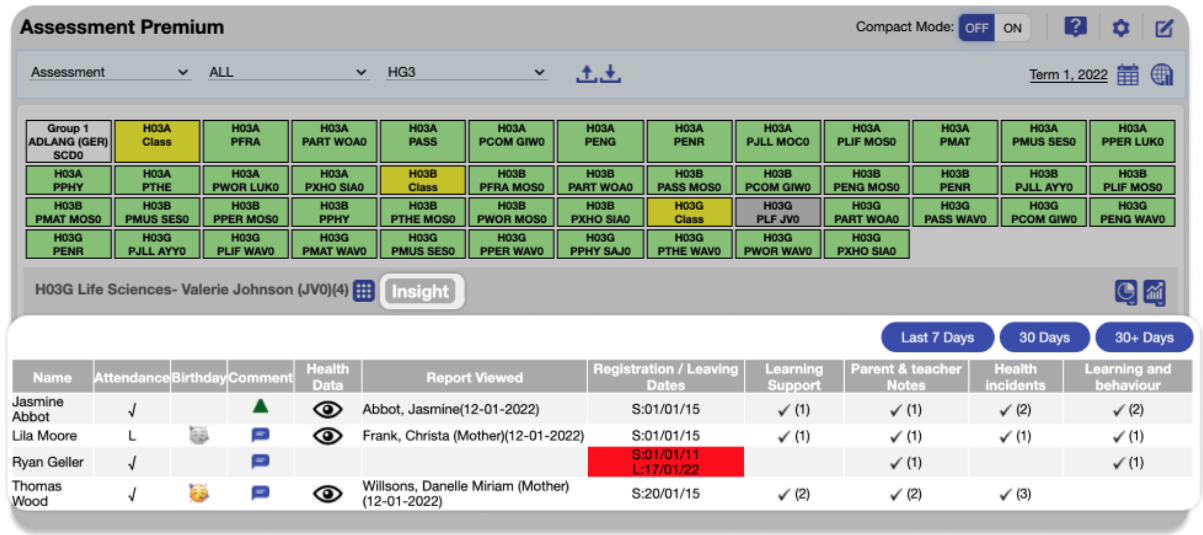 Assessment Premium
Compact Mode: OFF ON
Assessment ALL HG3 Term 1, 2022
Group 1 ADLANG (GER) SCD0
H03A Class
H03A PFRA
H03A PART WOA0
H03A PASS
H03A PCOM GIW0
H03A PENG
H03A PENR
H03A PJLL MOC0
H03A PLIF MOS0
H03A PMAT
H03A PMUS SES0
H03A PPER LUK0
H03A PPHY
H03A PTHE
H03A PWOR LUK0
H03A PXHO SIA0
H03B Class
H03B PFRA MOS0
H03B PART WOA0
H03B PASS MOS0
H03B PCOM GIW0
H03B PENG MOS0
H03B PENR
H03B PJLL AYY0
H03B PLIF MOS0
H03B PMAT MOS0
H03B PMUS SES0
H03B PPER MOS0
H03B PPHY
H03B PTHE MOS0
H03B PWOR MOS0
H03B PXHO SIA0
H03G Class
H03G PLF JV0
H03G PART WOA0
H03G PASS WAV0
H03G PCOM GIW0
H03G PENG WAV0
H03G PENR
H03G PJLL AYY0
H03G PLIF WAV0
H03G PMAT WAV0
H03G PMUS SES0
H03G PPER WAV0
H03G PPHY SAJ0
H03G PTHE WAV0
H03G PWOR WAV0
H03G PXHO SIA0
H03G Life Sciences- Valerie Johnson (JV0)(4) Insight
Last 7 Days 30 Days 30+ Days
Name Attendance Birthday Comment Health Data Report Viewed Registration / Leaving Dates Learning Support Parent & teacher Notes Health incidents Learning and behaviour
Jasmine Abbot √ Abbot, Jasmine(12-01-2022) S:01/01/15 ✓ (1) ✓ (1) ✓ (2) ✓ (2)
Lila Moore L Frank, Christa (Mother)(12-01-2022) S:01/01/15 ✓ (1) ✓ (1) ✓ (1) ✓ (1)
Ryan Geller √ S:01/01/11 L:17/01/22 ✓ (1) ✓ (1)
Thomas Wood √ Willsons, Danelle Miriam (Mother) (12-01-2022) S:20/01/15 ✓ (2) ✓ (2) ✓ (3)